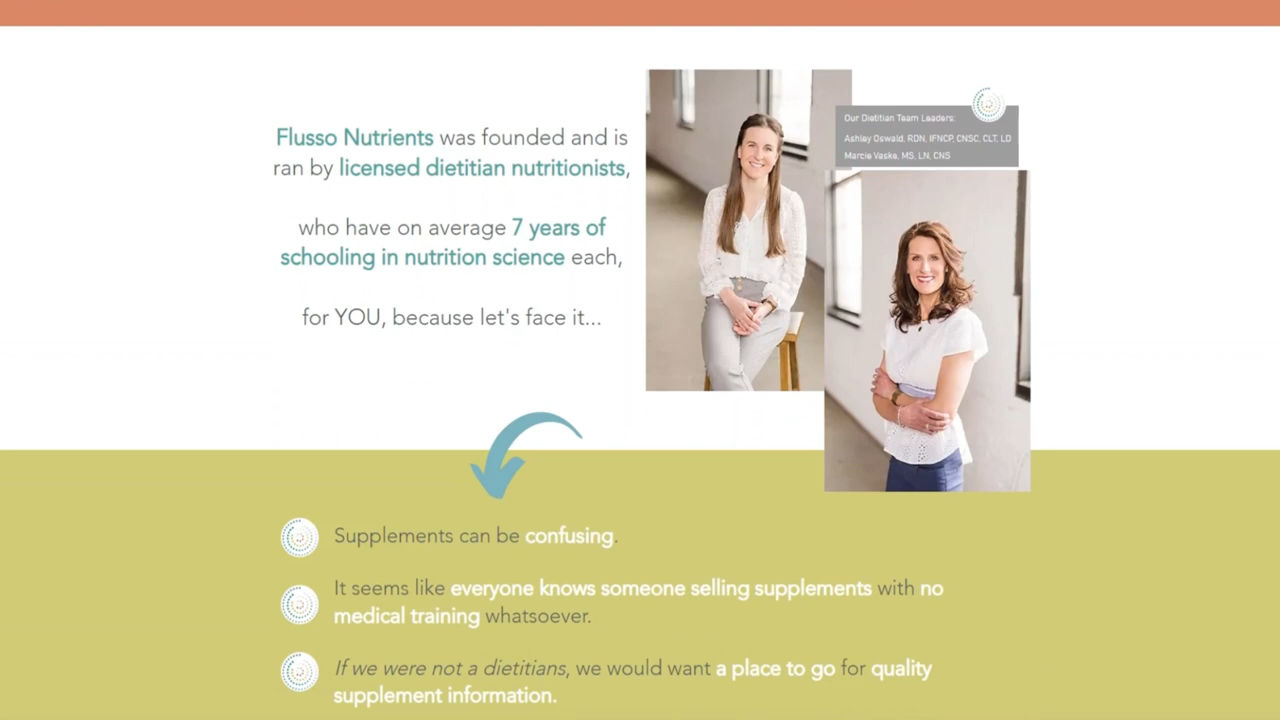 Flusso Nutrients was founded and is
ran by licensed dietitian nutritionists,
who have on average 7 years of
schooling in nutrition science each,
for YOU, because let's face it...
Our Dietitian Team Leaders:
Ashley Oswald, RDN, IFNCP, CNSC, CLT, LD
Marcie Vaske, MS, LN, CNS
Supplements can be confusing.
It seems like everyone knows someone selling supplements with no
medical training whatsoever.
If we were not a dietitians, we would want a place to go for quality
supplement information.